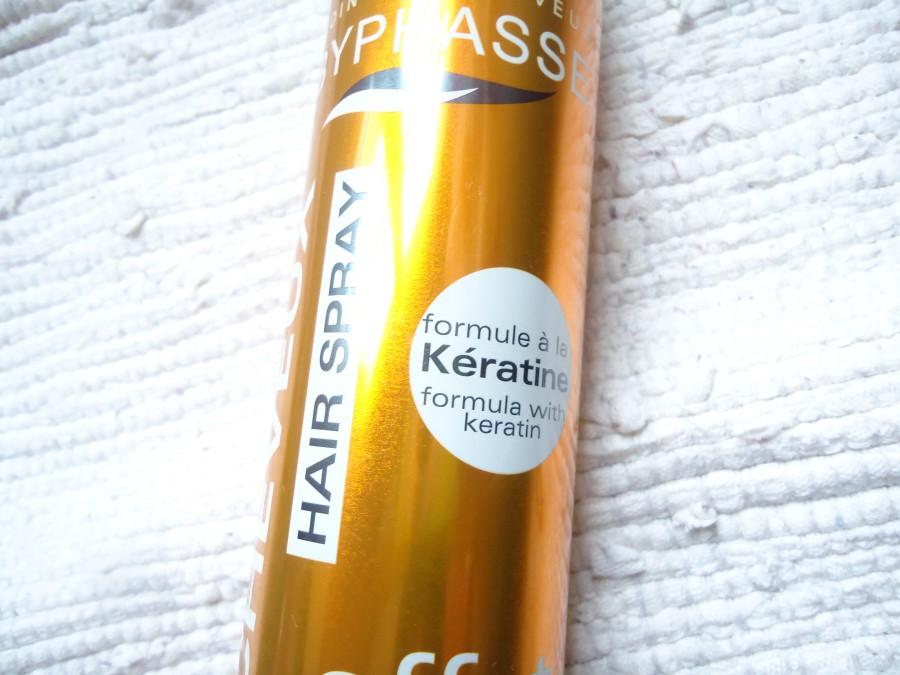 YPHASSE
HAIR SPRAY
formule à la
Kératine
formula with
keratin